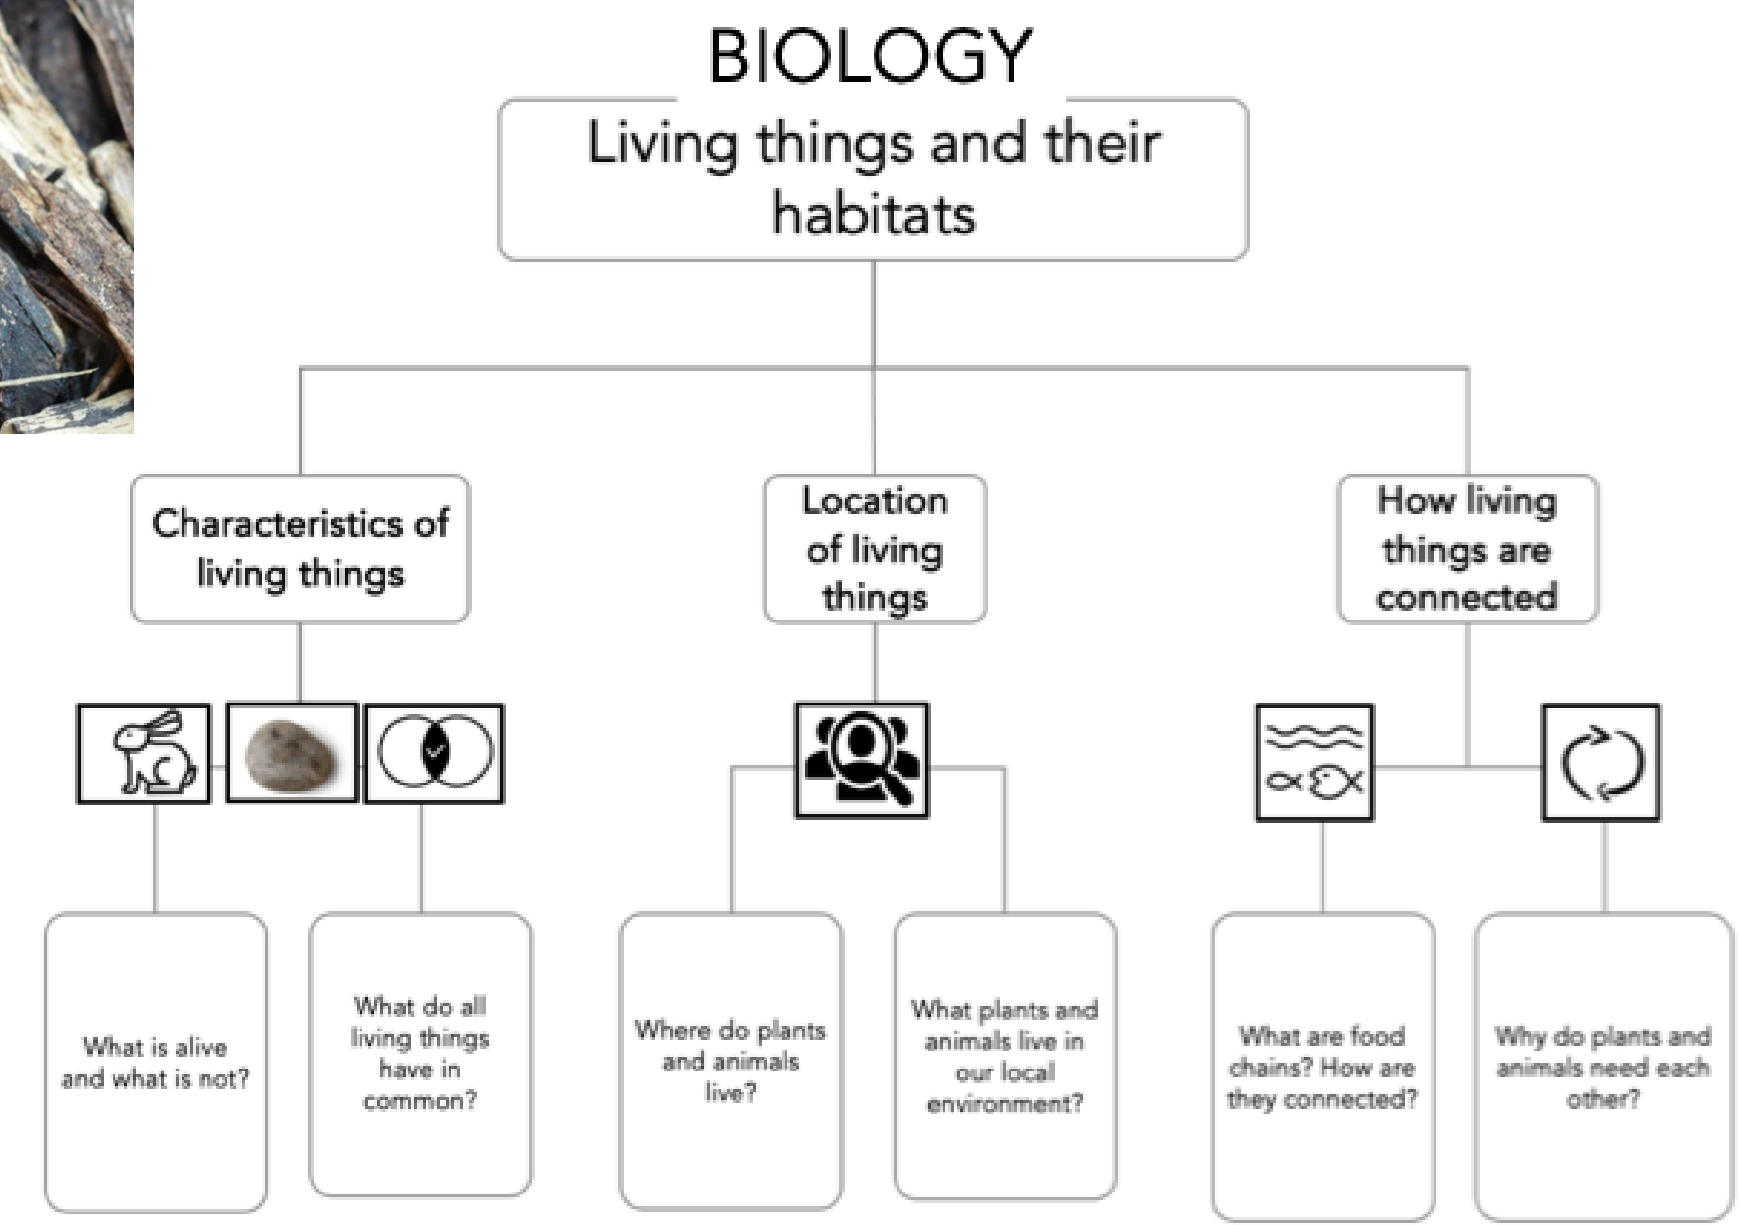 BIOLOGY
Living things and their
habitats
Characteristics of
living things
Location
of living
things
How living
things are
connected
What is alive
and what is not?
What do all
living things
have in
common?
Where do plants
and animals
live?
What plants and
animals live in
our local
environment?
What are food
chains? How are
they connected?
Why do plants and
animals need each
other?